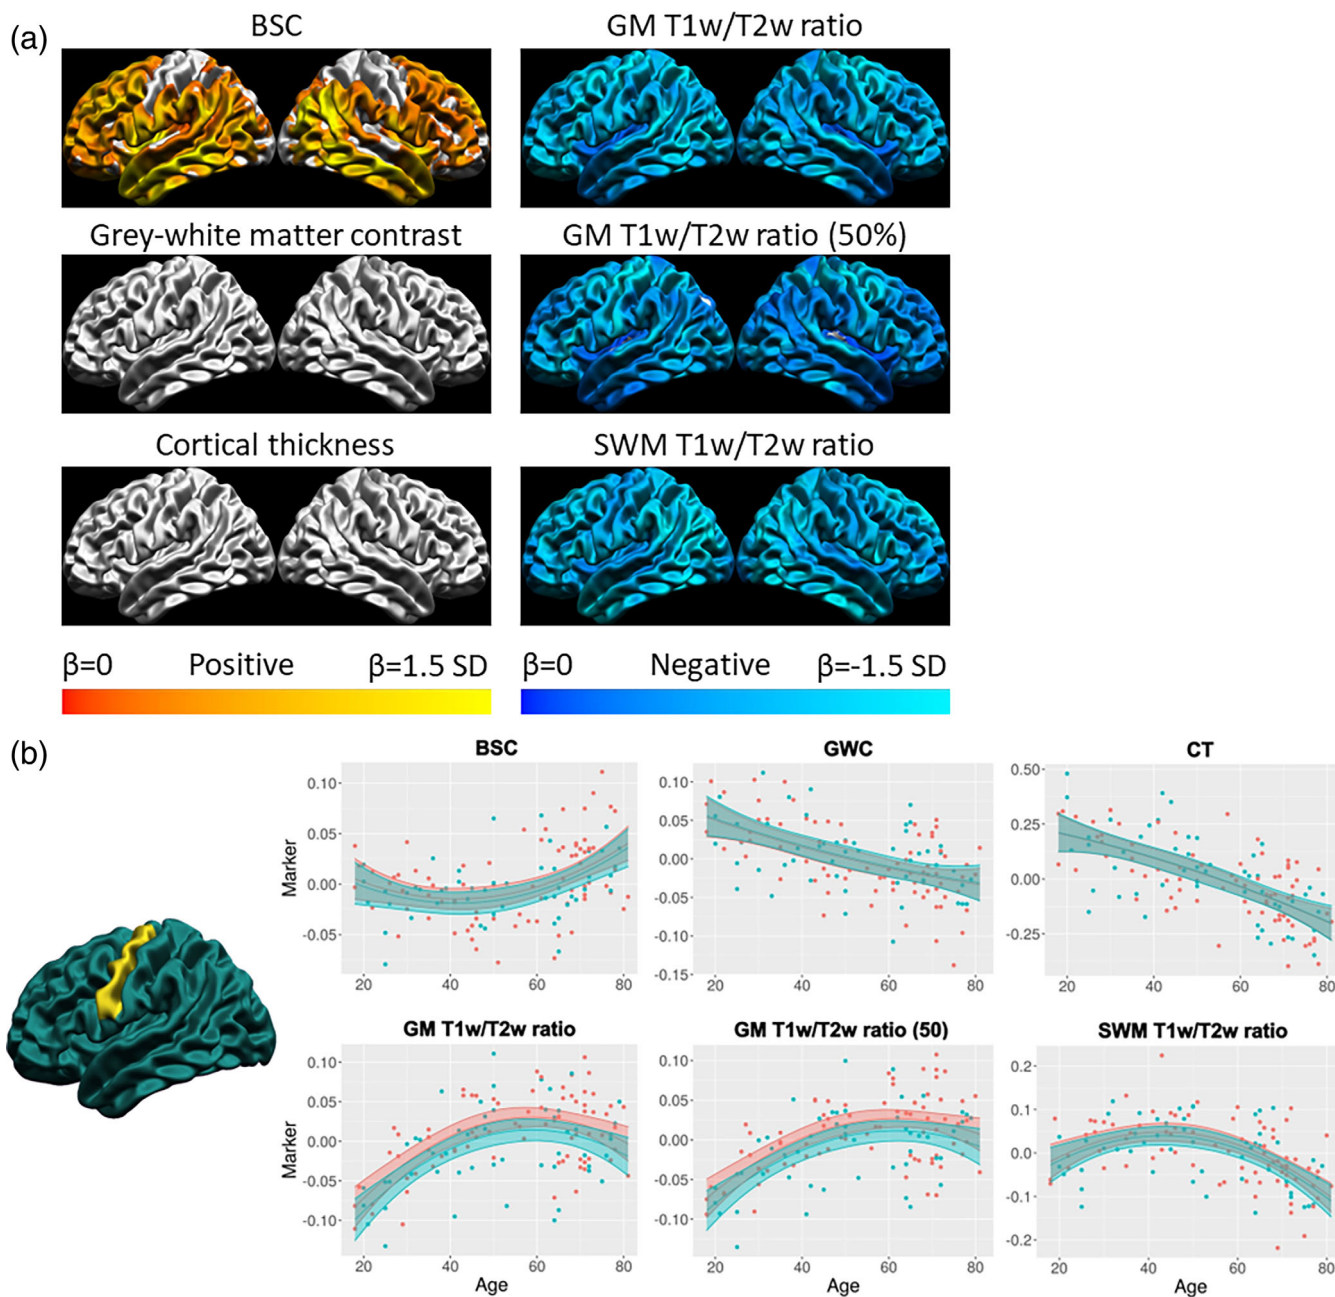 (a)
BSC GM T1w/T2w ratio
Grey-white matter contrast GM T1w/T2w ratio (50%)
Cortical thickness SWM T1w/T2w ratio
β=0 Positive β=1.5 SD β=0 Negative β=-1.5 SD
(b)
BSC GWC CT
Marker
0.10
0.05
0.00
-0.05
20 40 60 80
0.10
0.05
0.00
-0.05
-0.10
-0.15
20 40 60 80
0.50
0.25
0.00
-0.25
20 40 60 80
GM T1w/T2w ratio GM T1w/T2w ratio (50) SWM T1w/T2w ratio
Marker
0.10
0.05
0.00
-0.05
-0.10
20 40 60 80
Age
0.10
0.05
0.00
-0.05
-0.10
20 40 60 80
Age
0.2
0.1
0.0
-0.1
-0.2
20 40 60 80
Age